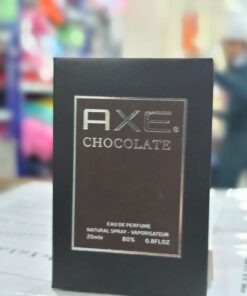 AXE®
CHOCOLATE
EAU DE PERFUME
NATURAL SPRAY - VAPORISATEUR
20mle 80% 0.8FLOZ